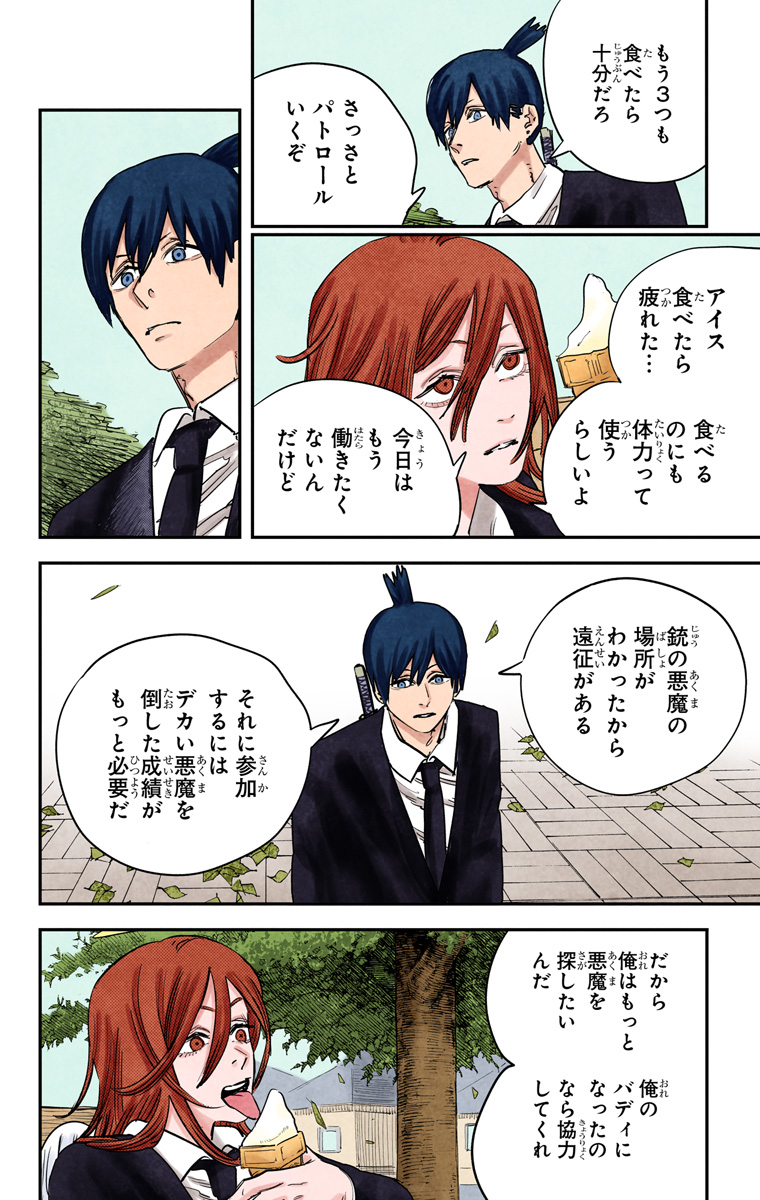 もう3つも
食べたら
十分だろ
さっさと
パトロール
いくぞ
アイス
食べたら
疲れた…
食べる
のにも
体力って
使う
らしいよ
今日は
もう
働きたく
ないん
だけど
銃の悪魔の
場所が
わかったから
遠征がある
それに参加
するには
デカい悪魔を
倒した成績が
もっと必要だ
だから
俺はもっと
悪魔を
探したい
んだ
俺の
バディに
なったの
なら協力
してくれ